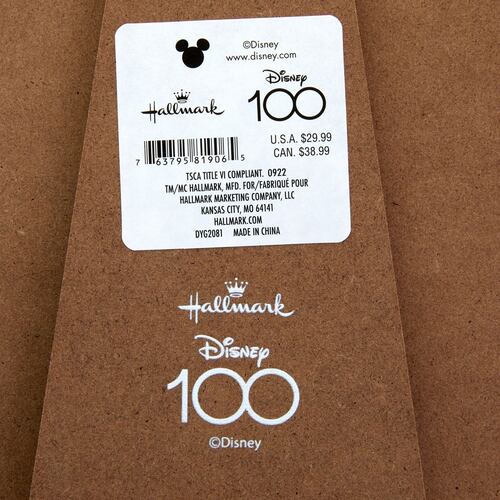 ©Disney
www.disney.com
Hallmark
Disney
100
U.S.A. $29.99
CAN. $38.99
7 63795 81906 5
TSCA TITLE VI COMPLIANT. 0922
TM/MC HALLMARK, MFD. FOR/FABRIQUÉ POUR
HALLMARK MARKETING COMPANY, LLC
KANSAS CITY, MO 64141
HALLMARK.COM
DYG2081 MADE IN CHINA
Hallmark
Disney
100
©Disney